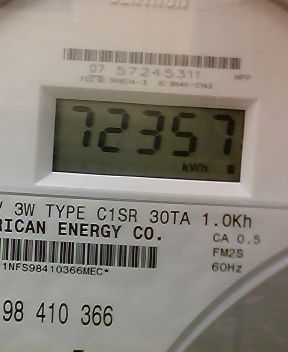 07 57245311 HPP
72357
kWh
V 3W TYPE C1SR 30TA 1.0Kh
RICAN ENERGY CO.
CA 0.5
FM2S
60Hz
1NFS98410366MEC*
98 410 366